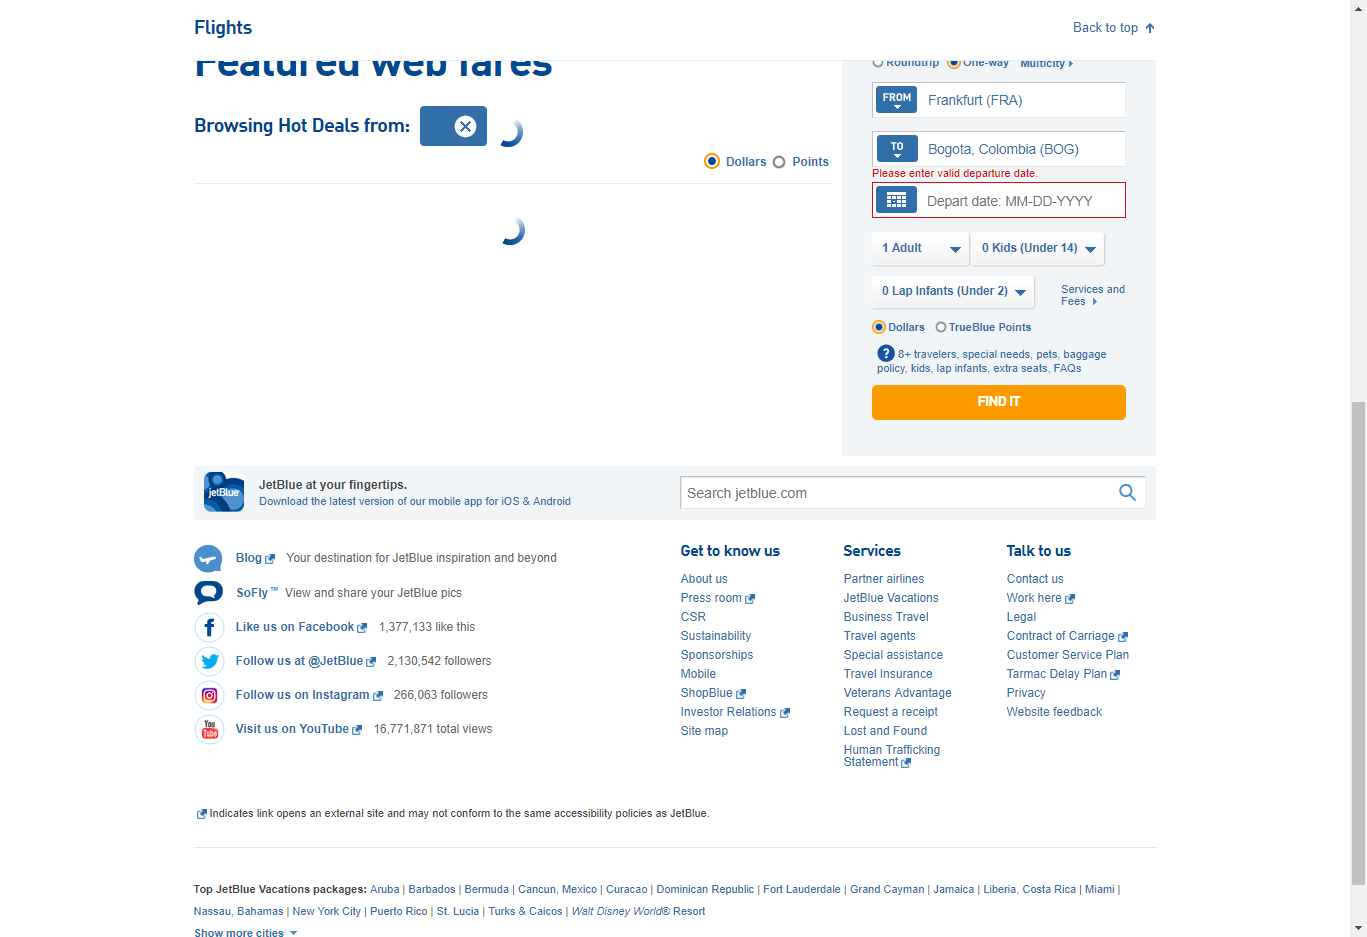 Flights
Back to top
Featured Web fares
Roundtrip One-way Multicity
Browsing Hot Deals from:
FROM Frankfurt (FRA)
TO Bogota, Colombia (BOG)
Dollars Points
Please enter valid departure date.
Depart date: MM-DD-YYYY
1 Adult 0 Kids (Under 14)
0 Lap Infants (Under 2) Services and
Fees
Dollars TrueBlue Points
? 8+ travelers, special needs, pets, baggage
policy, kids, lap infants, extra seats, FAQs
FIND IT
jetBlue
JetBlue at your fingertips.
Download the latest version of our mobile app for iOS & Android
Search jetblue.com
Blog Your destination for JetBlue inspiration and beyond
SoFly™ View and share your JetBlue pics
Like us on Facebook 1,377,133 like this
Follow us at @JetBlue 2,130,542 followers
Follow us on Instagram 266,063 followers
You
Tube
Visit us on YouTube 16,771,871 total views
Get to know us
About us
Press room
CSR
Sustainability
Sponsorships
Mobile
ShopBlue
Investor Relations
Site map
Services
Partner airlines
JetBlue Vacations
Business Travel
Travel agents
Special assistance
Travel Insurance
Veterans Advantage
Request a receipt
Lost and Found
Human Trafficking
Statement
Talk to us
Contact us
Work here
Legal
Contract of Carriage
Customer Service Plan
Tarmac Delay Plan
Privacy
Website feedback
Indicates link opens an external site and may not conform to the same accessibility policies as JetBlue.
Top JetBlue Vacations packages: Aruba | Barbados | Bermuda | Cancun, Mexico | Curacao | Dominican Republic | Fort Lauderdale | Grand Cayman | Jamaica | Liberia, Costa Rica | Miami |
Nassau, Bahamas | New York City | Puerto Rico | St. Lucia | Turks & Caicos | Walt Disney World® Resort
Show more cities